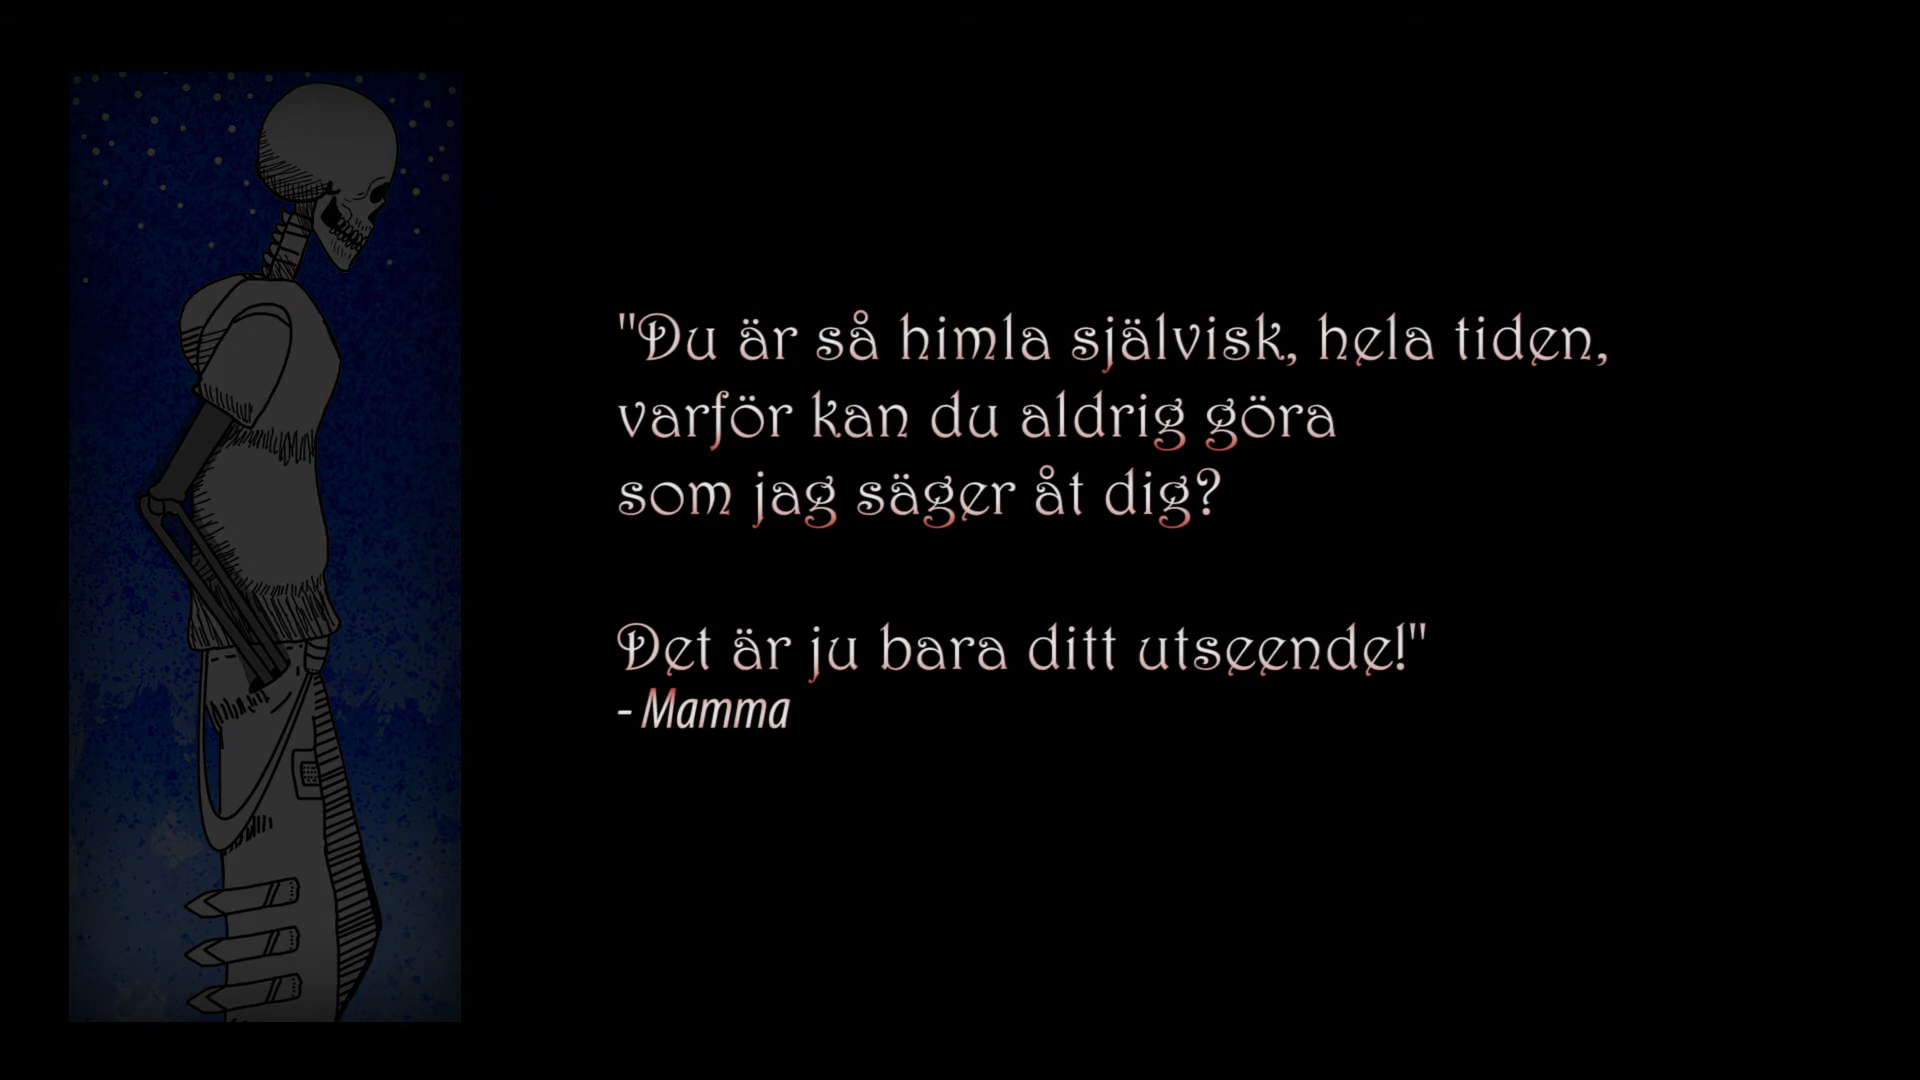 "Du är så himla självisk, hela tiden,
varför kan du aldrig göra
som jag säger åt dig?
Det är ju bara ditt utseende!"
- Mamma